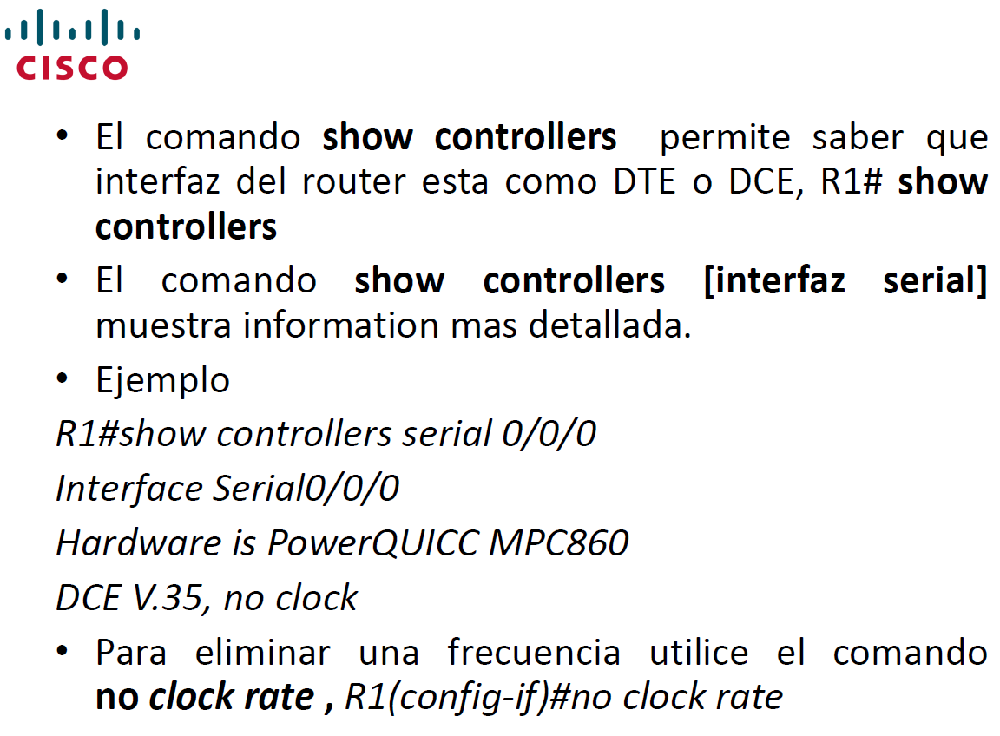 CISCO
• El comando show controllers permite saber que
interfaz del router esta como DTE o DCE, R1# show
controllers
• El comando show controllers [interfaz serial]
muestra information mas detallada.
• Ejemplo
R1#show controllers serial 0/0/0
Interface Serial0/0/0
Hardware is PowerQUICC MPC860
DCE V.35, no clock
• Para eliminar una frecuencia utilice el comando
no clock rate , R1(config-if)#no clock rate